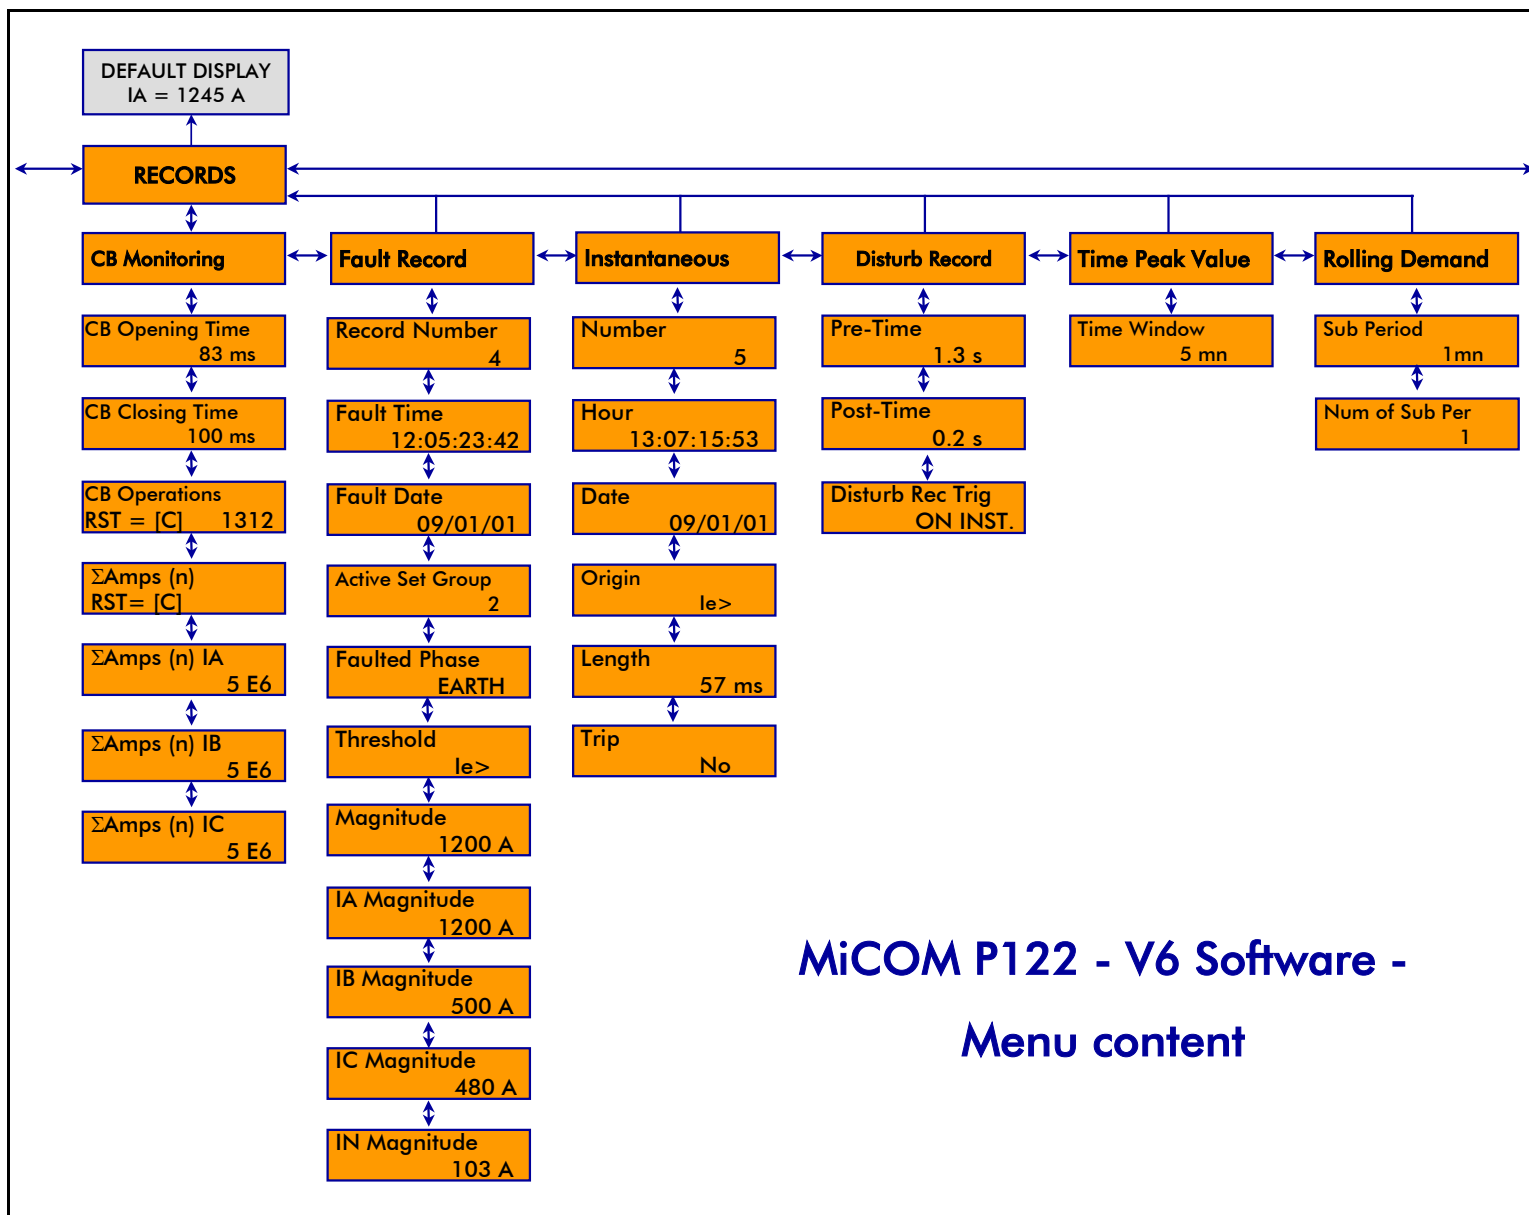 DEFAULT DISPLAY
IA = 1245 A
RECORDS
CB Monitoring
Fault Record
Instantaneous
Disturb Record
Time Peak Value
Rolling Demand
CB Opening Time
83 ms
CB Closing Time
100 ms
CB Operations
RST = [C] 1312
ΣAmps (n)
RST= [C]
ΣAmps (n) IA
5 E6
ΣAmps (n) IB
5 E6
ΣAmps (n) IC
5 E6
Record Number
4
Fault Time
12:05:23:42
Fault Date
09/01/01
Active Set Group
2
Faulted Phase
EARTH
Threshold
Ie>
Magnitude
1200 A
IA Magnitude
1200 A
IB Magnitude
500 A
IC Magnitude
480 A
IN Magnitude
103 A
Number
5
Hour
13:07:15:53
Date
09/01/01
Origin
Ie>
Length
57 ms
Trip
No
Pre-Time
1.3 s
Post-Time
0.2 s
Disturb Rec Trig
ON INST.
Time Window
5 mn
Sub Period
1mn
Num of Sub Per
1
MiCOM P122 - V6 Software -
Menu content